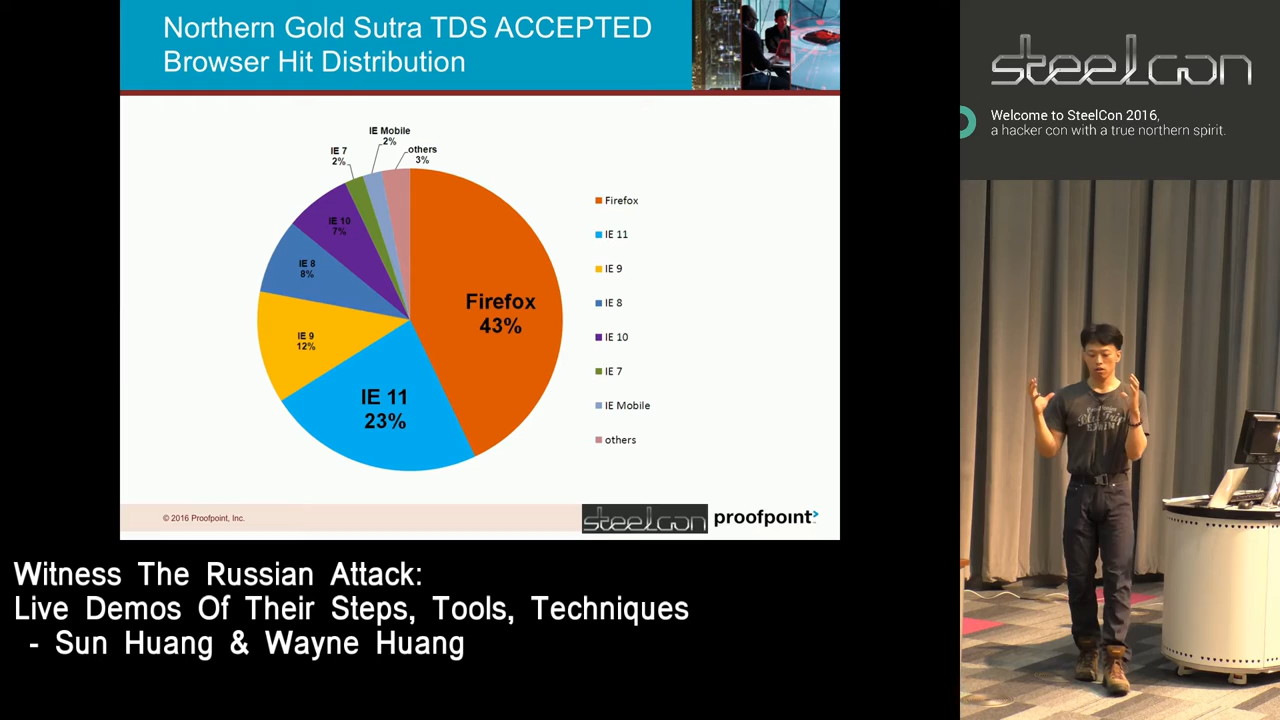 Northern Gold Sutra TDS ACCEPTED
Browser Hit Distribution
IE Mobile
2%
others
3%
IE 7
2%
IE 10
7%
IE 8
8%
IE 9
12%
IE 11
23%
Firefox
43%
Firefox
IE 11
IE 9
IE 8
IE 10
IE 7
IE Mobile
others
© 2016 Proofpoint, Inc.
steelcon
proofpoint
steelcon
Welcome to SteelCon 2016,
a hacker con with a true northern spirit.
Witness The Russian Attack:
Live Demos Of Their Steps, Tools, Techniques
- Sun Huang & Wayne Huang